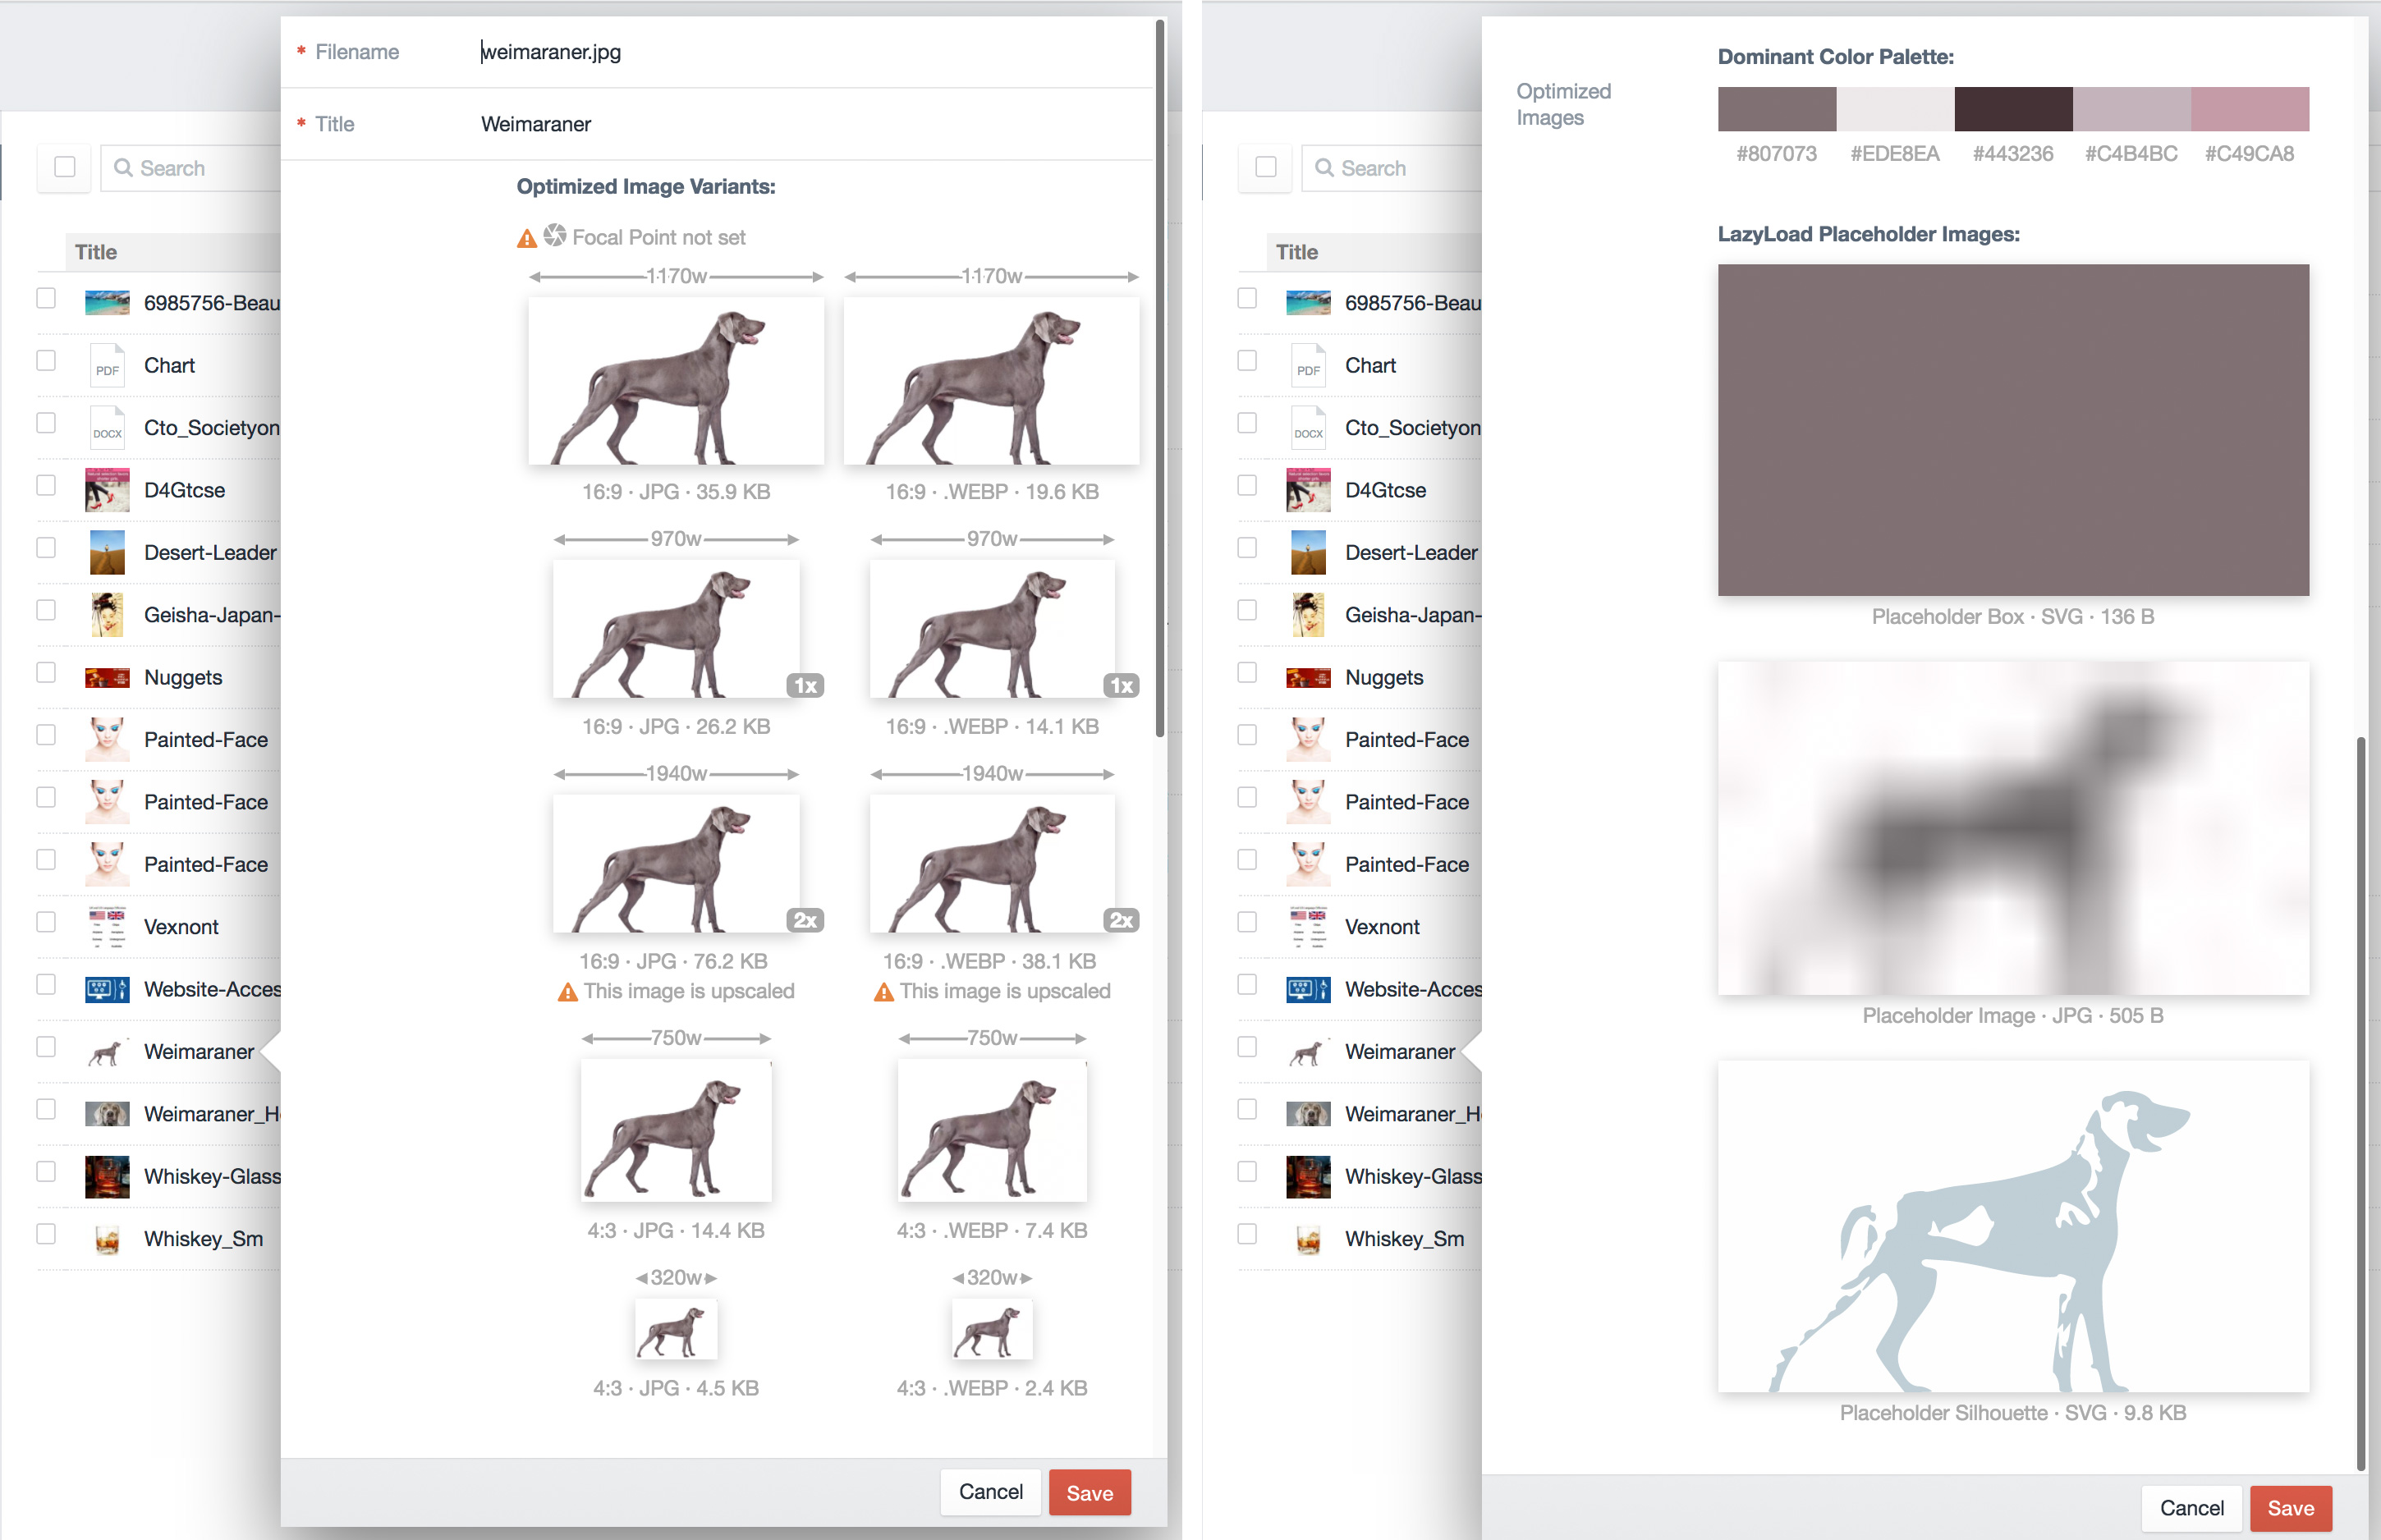 * Filename weimaraner.jpg
* Title Weimaraner
Search
Title
6985756-Beau
Chart
PDF
Cto_Societyon
DOCX
D4Gtcse
Desert-Leader
Geisha-Japan-
Nuggets
Painted-Face
Painted-Face
Painted-Face
Vexnont
Website-Acces
Weimaraner
Weimaraner_H
Whiskey-Glass
Whiskey_Sm
Optimized Image Variants:
Focal Point not set
1170w 1170w
16:9 · JPG · 35.9 KB 16:9 · .WEBP · 19.6 KB
970w 970w
1x 1x
16:9 · JPG · 26.2 KB 16:9 · .WEBP · 14.1 KB
1940w 1940w
2x 2x
16:9 · JPG · 76.2 KB 16:9 · .WEBP · 38.1 KB
This image is upscaled This image is upscaled
750w 750w
4:3 · JPG · 14.4 KB 4:3 · .WEBP · 7.4 KB
320w 320w
4:3 · JPG · 4.5 KB 4:3 · .WEBP · 2.4 KB
Cancel Save
Search
Title
6985756-Beau
Chart
PDF
Cto_Societyon
DOCX
D4Gtcse
Desert-Leader
Geisha-Japan-
Nuggets
Painted-Face
Painted-Face
Painted-Face
Vexnont
Website-Acces
Weimaraner
Weimaraner_H
Whiskey-Glass
Whiskey_Sm
Optimized
Images
Dominant Color Palette:
#807073 #EDE8EA #443236 #C4B4BC #C49CA8
LazyLoad Placeholder Images:
Placeholder Box · SVG · 136 B
Placeholder Image · JPG · 505 B
Placeholder Silhouette · SVG · 9.8 KB
Cancel Save